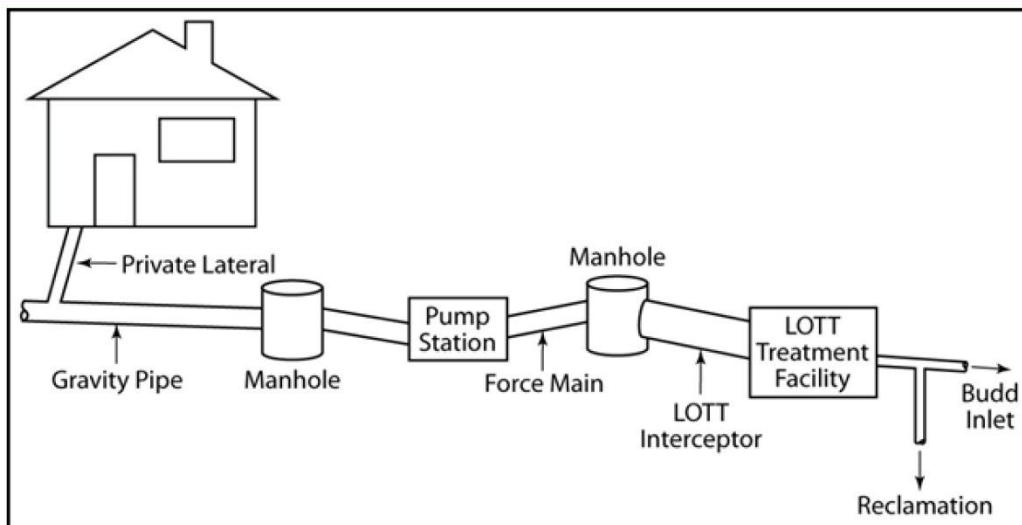 Private Lateral
Manhole
Pump
Station
LOTT
Treatment
Facility
Gravity Pipe
Manhole
Force Main
LOTT
Interceptor
Budd
Inlet
Reclamation